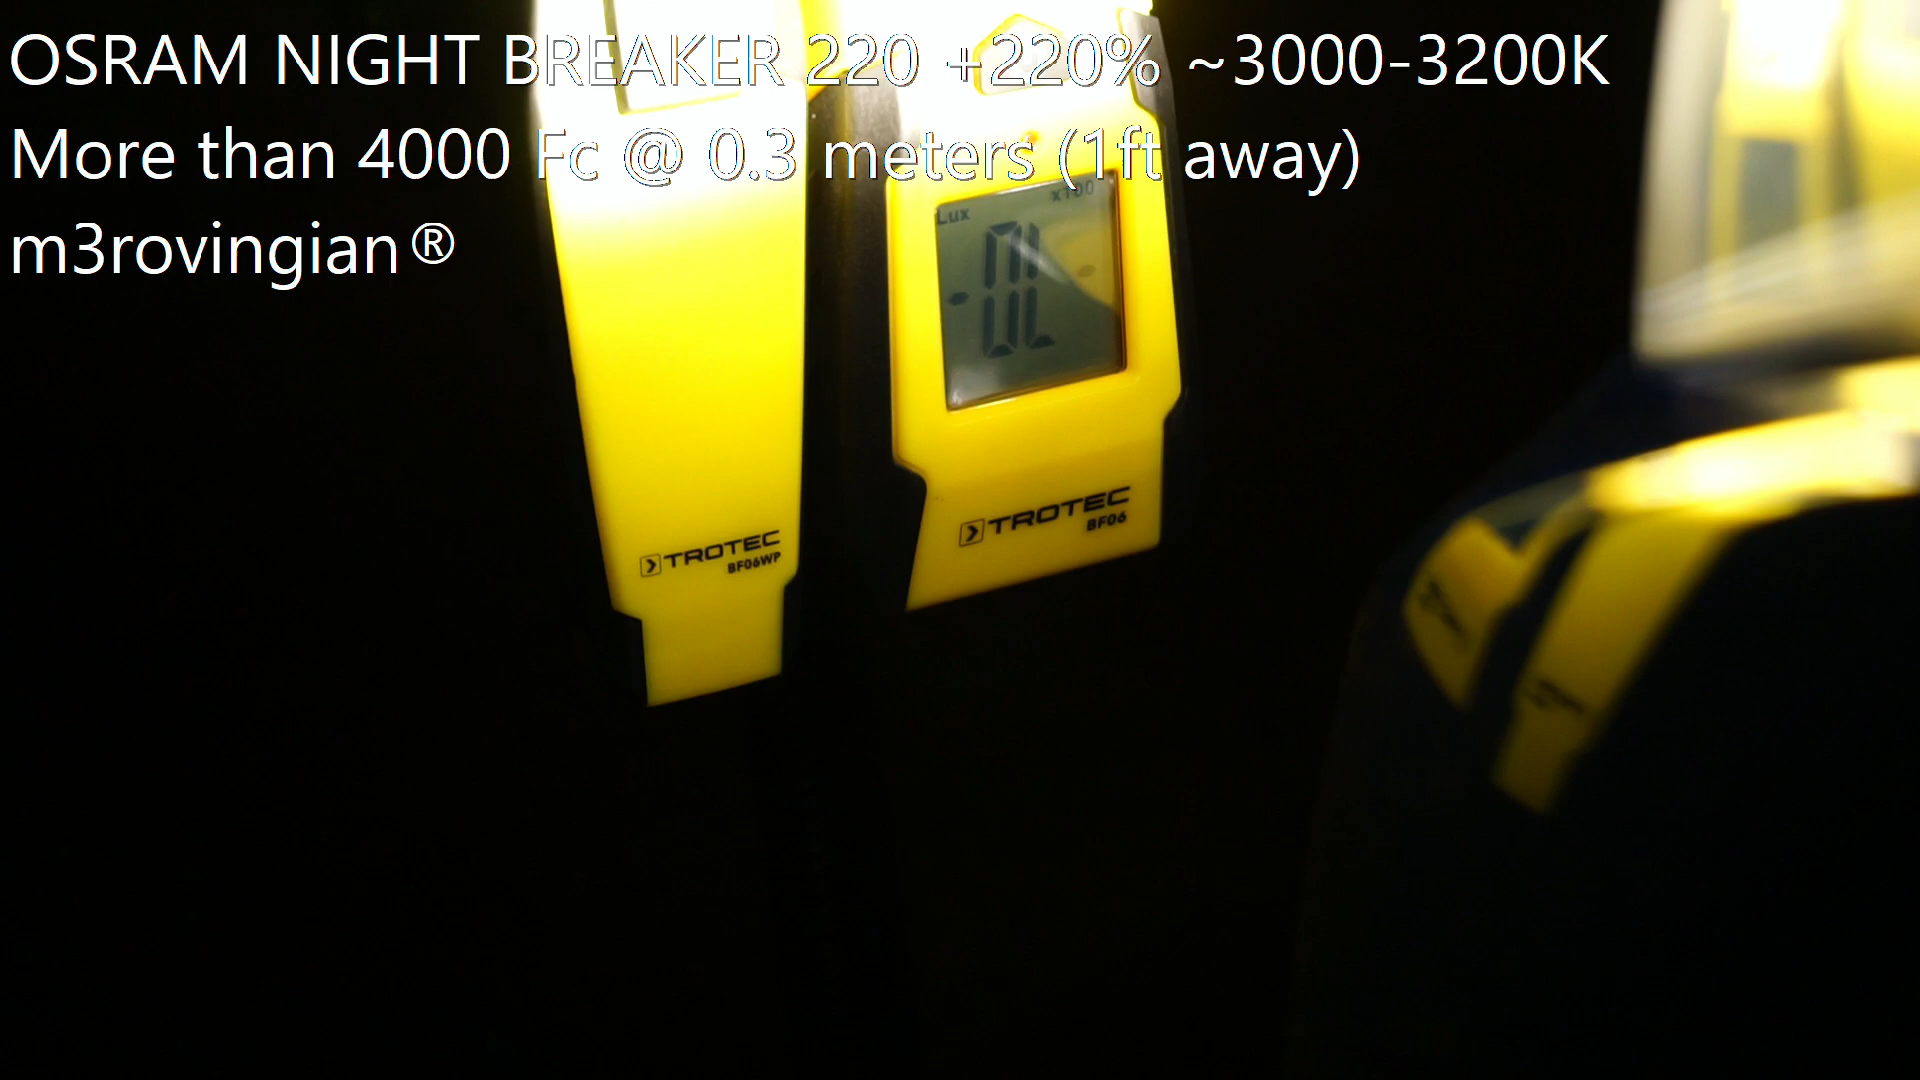 OSRAM NIGHT BREAKER 220 +220% ~3000-3200K
More than 4000 Fc @ 0.3 meters (1ft away)
m3rovingian®
Lux x100
OL
TROTEC
BF06
TROTEC
BF06WP